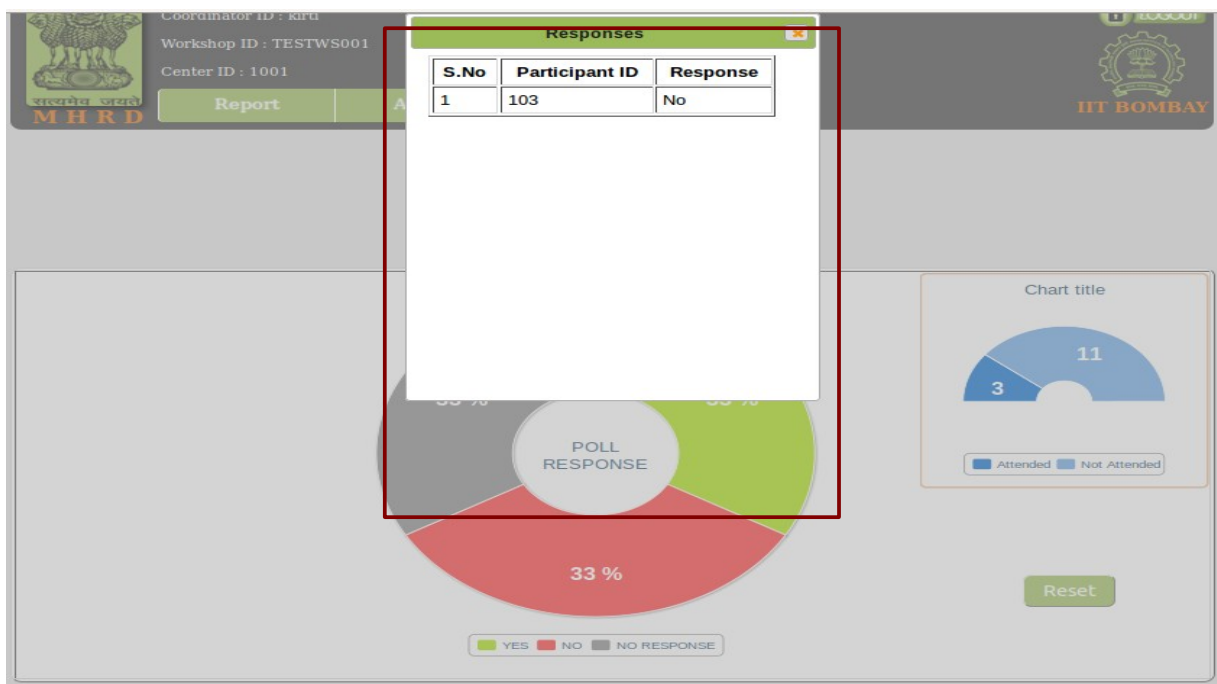 Coordinator ID : kirti
Workshop ID : TESTWS001
Center ID : 1001
सत्यमेव जयते
M H R D
Report
A
Responses
S.No Participant ID Response
1 103 No
LOGOUT
IIT BOMBAY
Chart title
3
11
Attended Not Attended
33 %
33 %
POLL
RESPONSE
33 %
YES NO NO RESPONSE
Reset